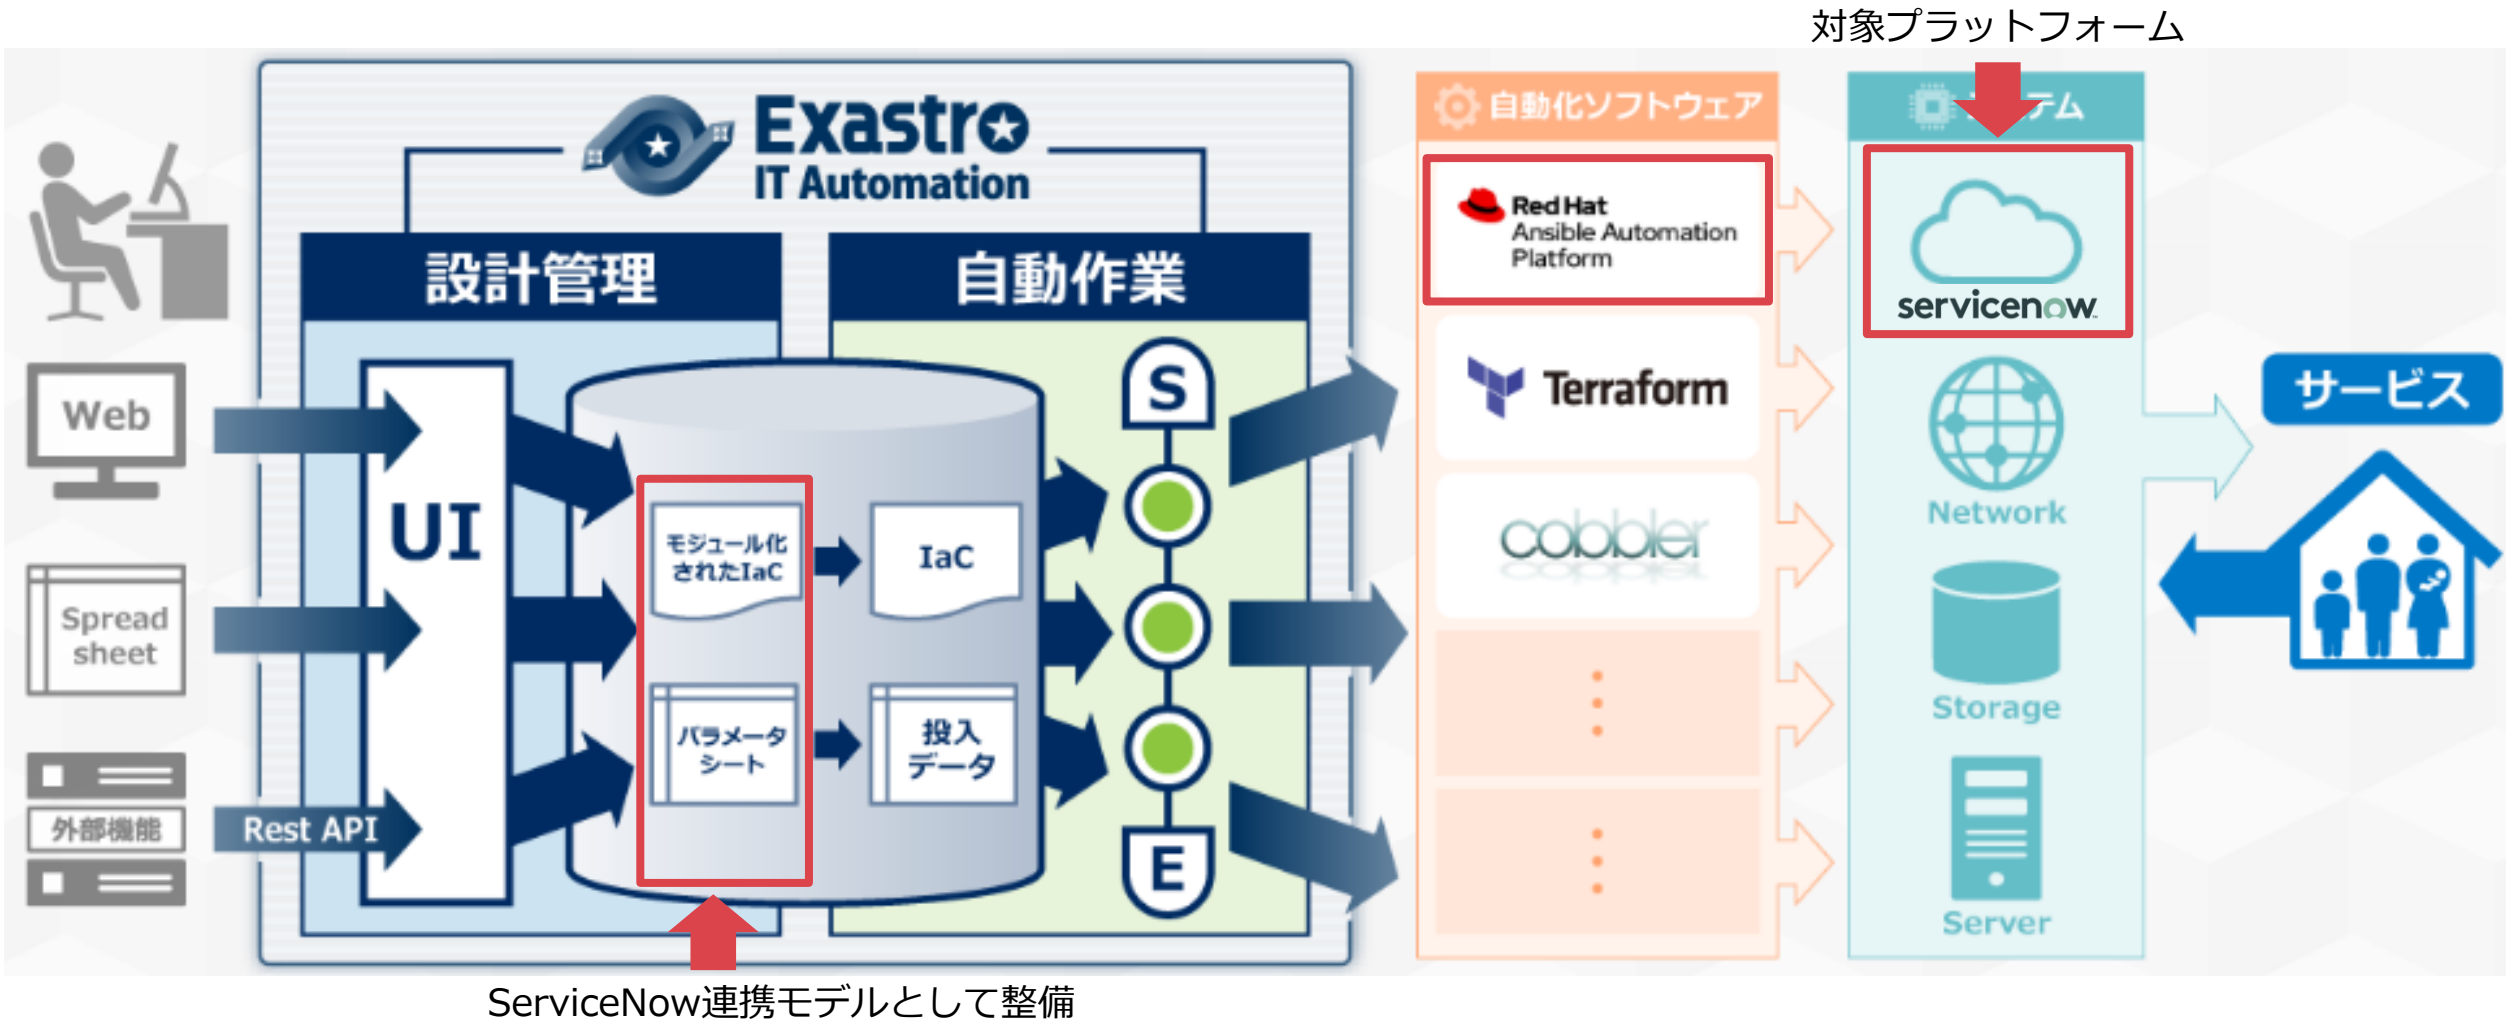 対象プラットフォーム
Exastro
IT Automation
設計管理
自動作業
Web
Spread
sheet
外部機能
Rest API
UI
モジュール化
されたIaC
IaC
パラメータ
シート
投入
データ
S
E
自動化ソフトウェア
Red Hat
Ansible Automation
Platform
Terraform
cobbler
テム
servicenow
Network
Storage
Server
サービス
ServiceNow連携モデルとして整備